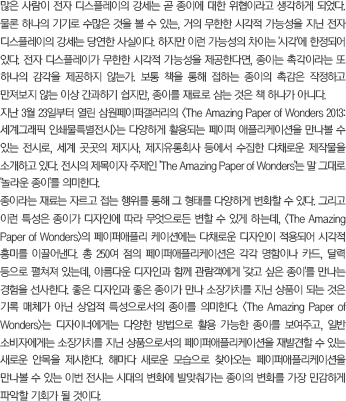 많은 사람이 전자 디스플레이의 강세는 곧 종이에 대한 위협이라고 생각하게 되었다.
물론 하나의 기기로 수많은 것을 볼 수 있는, 거의 무한한 시각적 가능성을 지닌 전자
디스플레이의 강세는 당연한 사실이다. 하지만 이런 가능성의 차이는 '시각'에 한정되어
있다. 전자 디스플레이가 무한한 시각적 가능성을 제공한다면, 종이는 촉각이라는 또
하나의 감각을 제공하지 않는가. 보통 책을 통해 접하는 종이의 촉감은 작정하고
만져보지 않는 이상 간과하기 쉽지만, 종이를 재료로 삼는 것은 책 하나가 아니다.
지난 3월 23일부터 열린 삼원페이퍼갤러리의 〈The Amazing Paper of Wonders 2013:
세계그래픽 인쇄물특별전시〉는 다양하게 활용되는 페이퍼 애플리케이션을 만나볼 수
있는 전시로, 세계 곳곳의 제지사, 제지유통회사 등에서 수집한 다채로운 제작물을
소개하고 있다. 전시의 제목이자 주제인 'The Amazing Paper of Wonders'는 말 그대로
'놀라운 종이'를 의미한다.
종이라는 재료는 자르고 접는 행위를 통해 그 형태를 다양하게 변화할 수 있다. 그리고
이런 특성은 종이가 디자인에 따라 무엇으로든 변할 수 있게 하는데, 〈The Amazing
Paper of Wonders〉의 페이퍼애플리 케이션에는 다채로운 디자인이 적용되어 시각적
흥미를 이끌어낸다. 총 250여 점의 페이퍼애플리케이션은 각각 명함이나 카드, 달력
등으로 펼쳐져 있는데, 아름다운 디자인과 함께 관람객에게 '갖고 싶은 종이'를 만나는
경험을 선사한다. 좋은 디자인과 좋은 종이가 만나 소장가치를 지닌 상품이 되는 것은
기록 매체가 아닌 상업적 특성으로서의 종이를 의미한다. 〈The Amazing Paper of
Wonders〉는 디자이너에게는 다양한 방법으로 활용 가능한 종이를 보여주고, 일반
소비자에게는 소장가치를 지닌 상품으로서의 페이퍼애플리케이션을 재발견할 수 있는
새로운 안목을 제시한다. 해마다 새로운 모습으로 찾아오는 페이퍼애플리케이션을
만나볼 수 있는 이번 전시는 시대의 변화에 발맞춰가는 종이의 변화를 가장 민감하게
파악할 기회가 될 것이다.